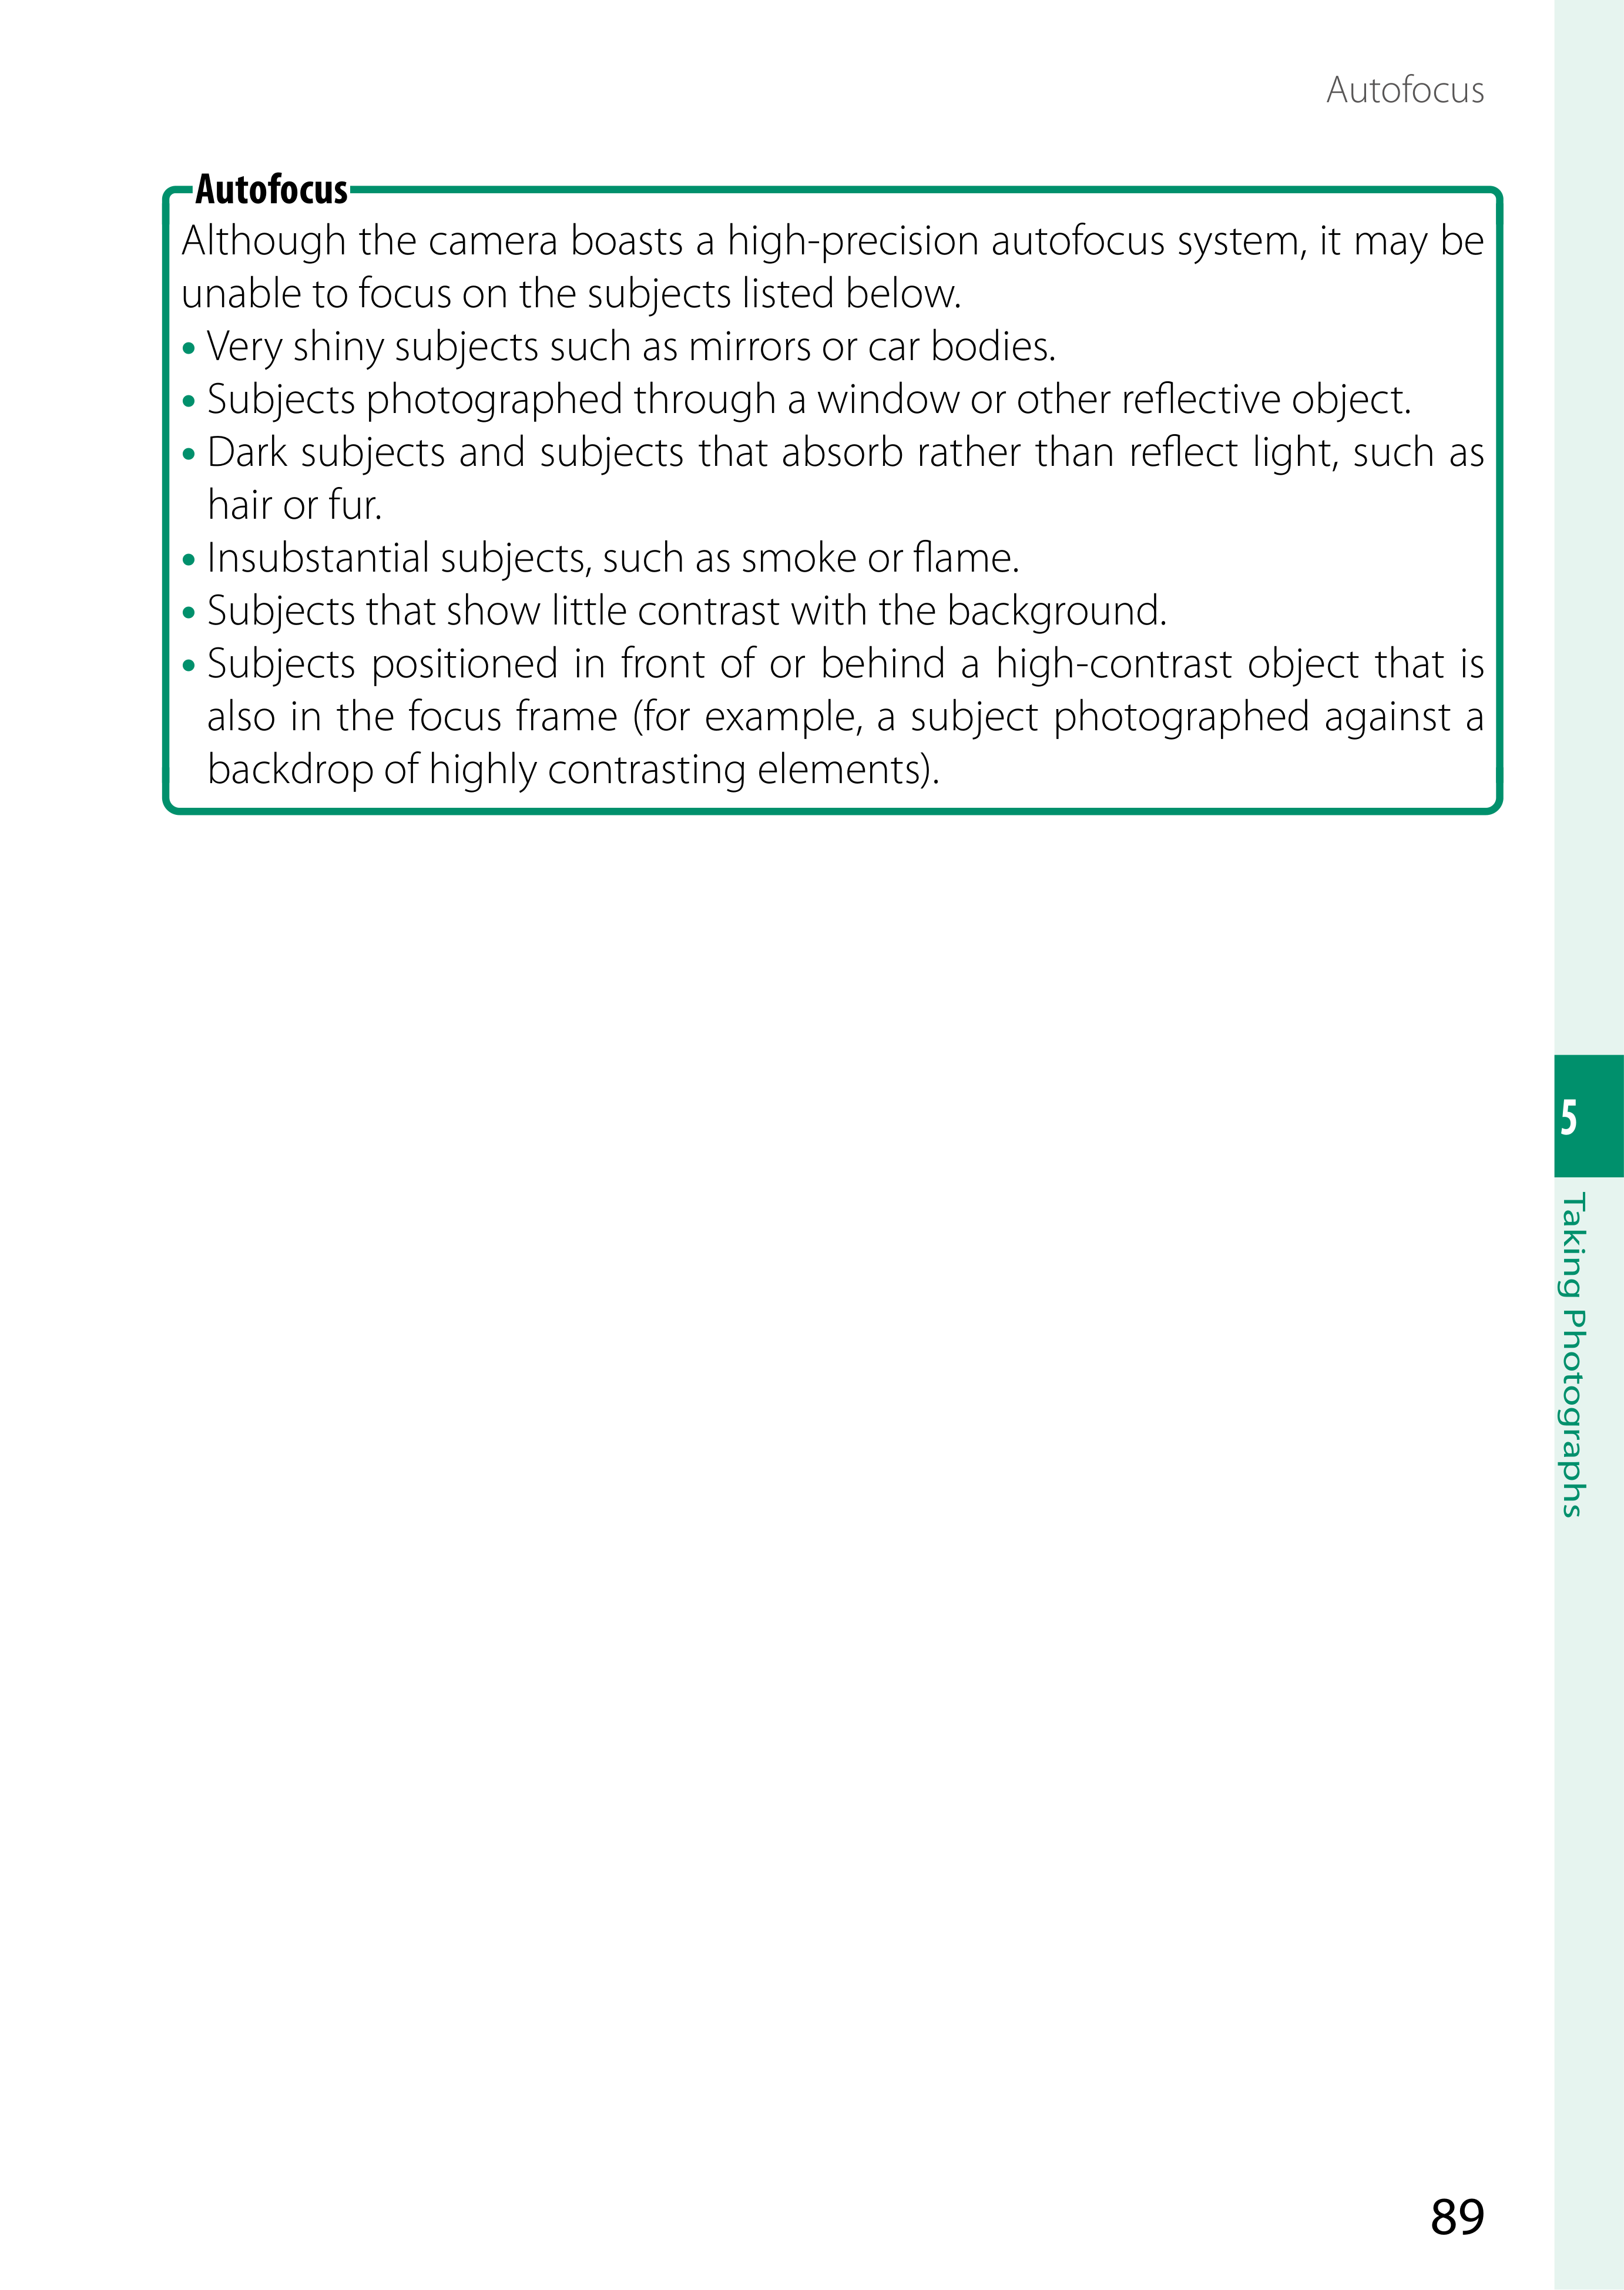 Autofocus
Autofocus
Although the camera boasts a high-precision autofocus system, it may be
unable to focus on the subjects listed below.
• Very shiny subjects such as mirrors or car bodies.
• Subjects photographed through a window or other reflective object.
• Dark subjects and subjects that absorb rather than reflect light, such as
hair or fur.
• Insubstantial subjects, such as smoke or flame.
• Subjects that show little contrast with the background.
• Subjects positioned in front of or behind a high-contrast object that is
also in the focus frame (for example, a subject photographed against a
backdrop of highly contrasting elements).
5
Taking Photographs
89